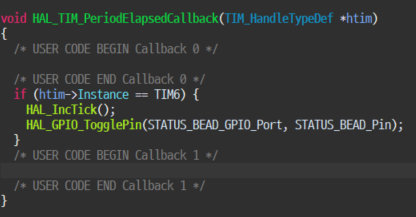 void HAL_TIM_PeriodElapsedCallback(TIM_HandleTypeDef *htim)
{
  /* USER CODE BEGIN Callback 0 */

  /* USER CODE END Callback 0 */
  if (htim->Instance == TIM6) {
    HAL_IncTick();
    HAL_GPIO_TogglePin(STATUS_BEAD_GPIO_Port, STATUS_BEAD_Pin);
  }
  /* USER CODE BEGIN Callback 1 */

  /* USER CODE END Callback 1 */
}